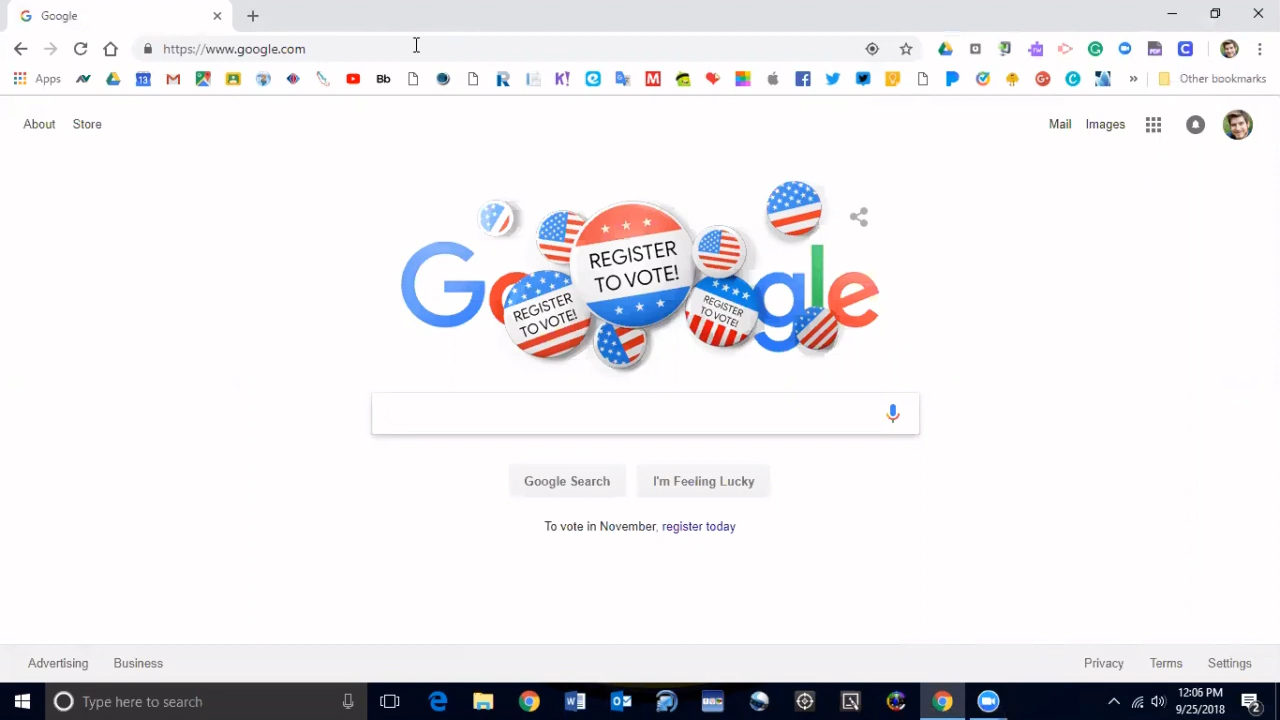 Google
https://www.google.com
Apps
Bb
Other bookmarks
About
Store
Mail
Images
Google
REGISTER
TO VOTE!
REGISTER
TO VOTE!
REGISTER
TO VOTE!
Google Search
I'm Feeling Lucky
To vote in November, register today
Advertising
Business
Privacy
Terms
Settings
Type here to search
12:06 PM
9/25/2018